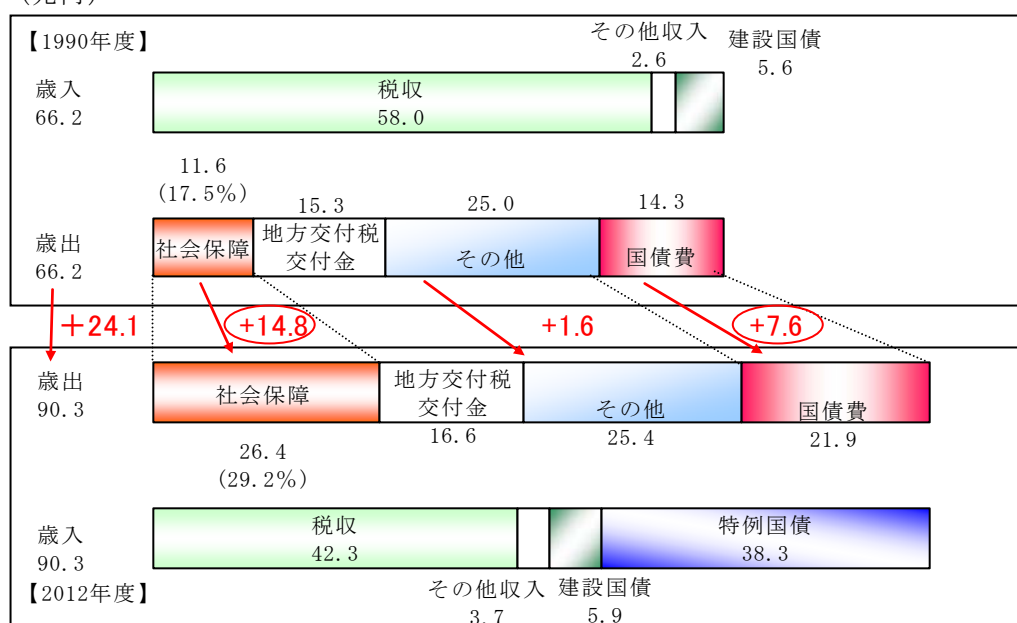 【1990年度】
その他収入
2.6
建設国債
5.6
歳入
66.2
税収
58.0
11.6
(17.5%)
15.3
25.0
14.3
歳出
66.2
社会保障
地方交付税
交付金
その他
国債費
+24.1
+14.8
+1.6
+7.6
歳出
90.3
社会保障
地方交付税
交付金
その他
国債費
26.4
(29.2%)
16.6
25.4
21.9
歳入
90.3
税収
42.3
特例国債
38.3
【2012年度】
その他収入
3.7
建設国債
5.9